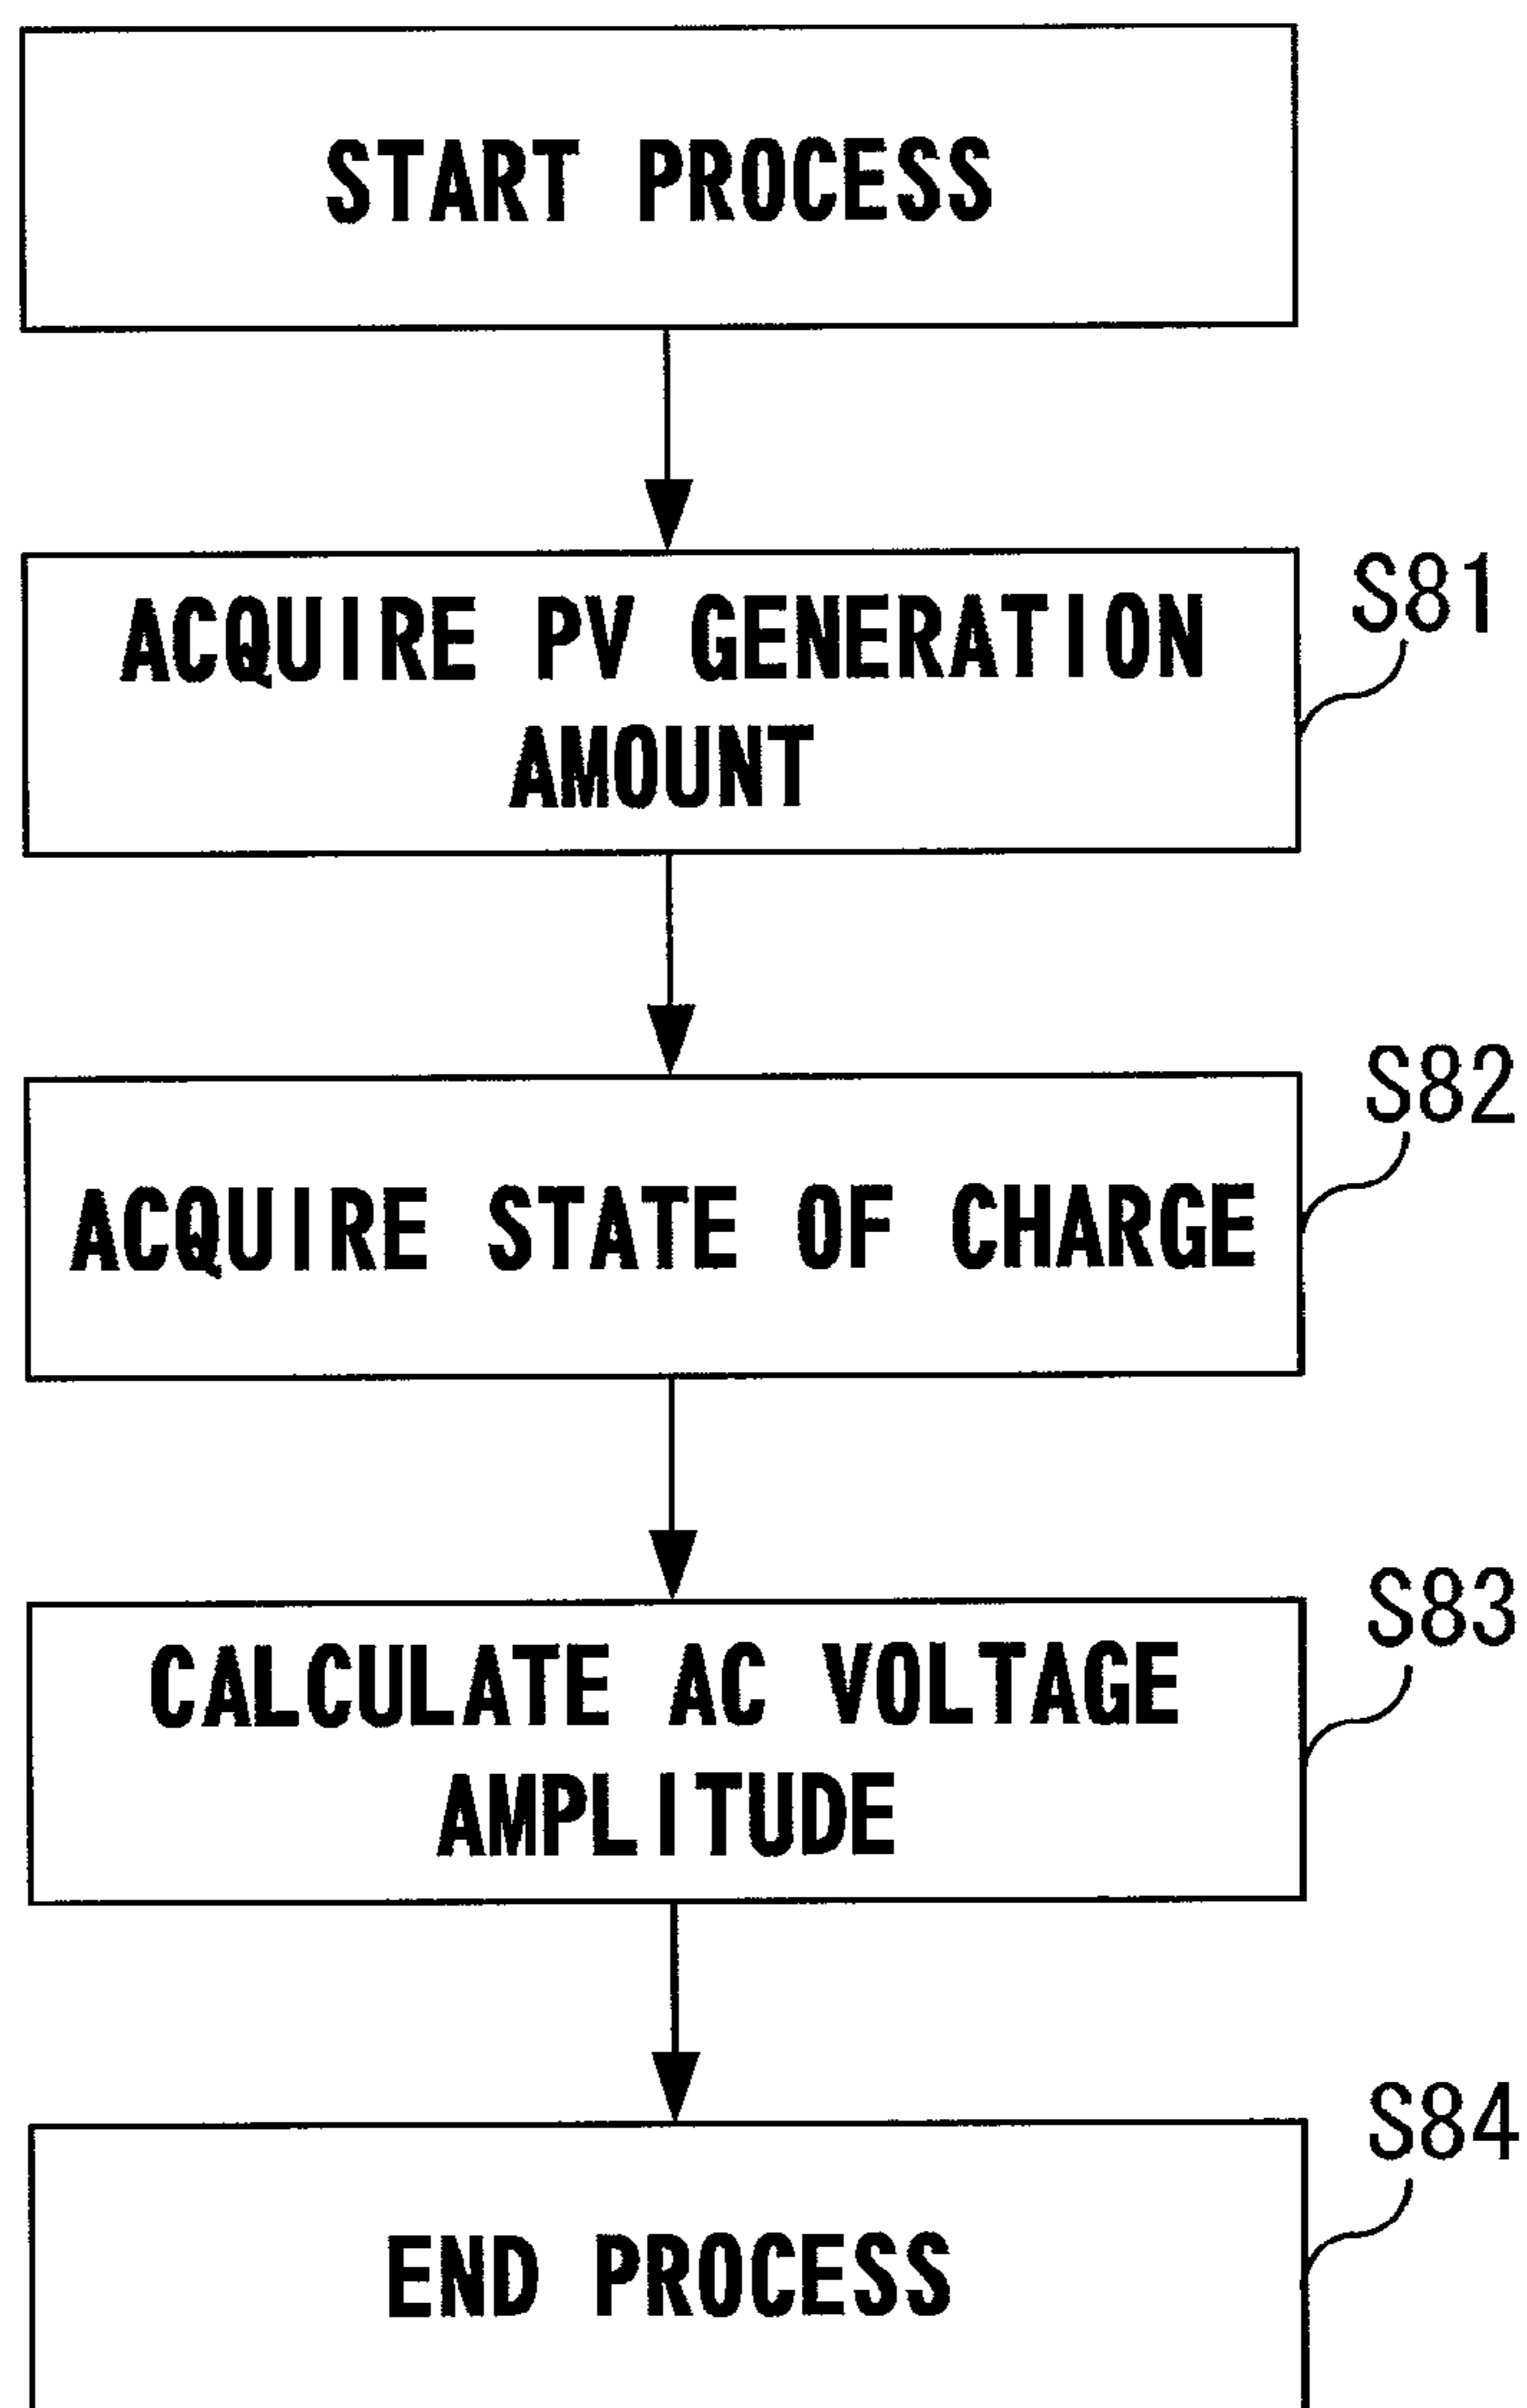 START PROCESS
ACQUIRE PV GENERATION
AMOUNT
S81
ACQUIRE STATE OF CHARGE
S82
CALCULATE AC VOLTAGE
AMPLITUDE
S83
END PROCESS
S84